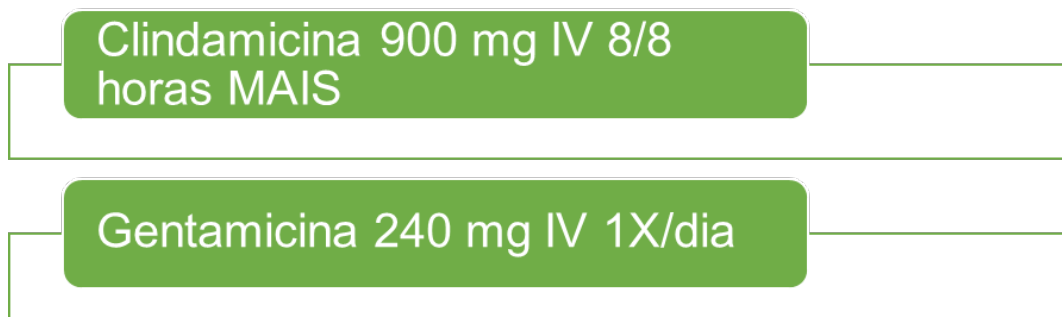 Clindamicina 900 mg IV 8/8
horas MAIS
Gentamicina 240 mg IV 1X/dia